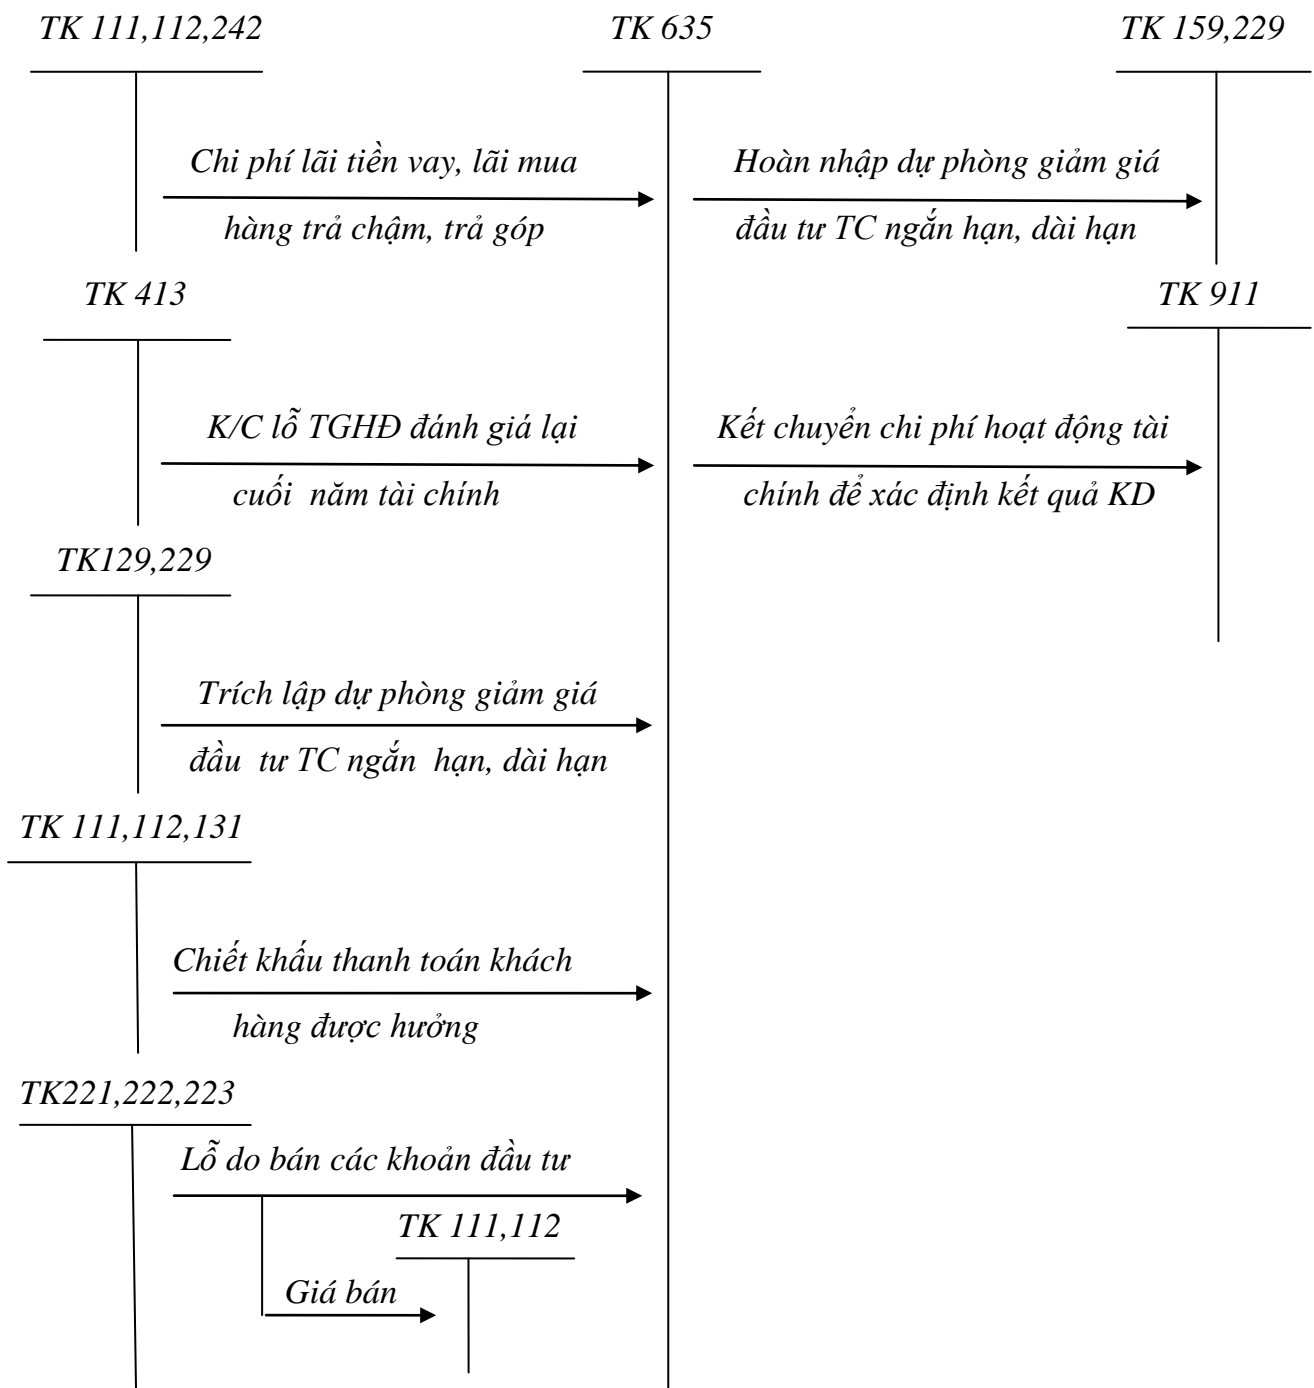 TK 111,112,242
TK 635
TK 159,229
Chi phí lãi tiền vay, lãi mua
hàng trả chậm, trả góp
Hoàn nhập dự phòng giảm giá
đầu tư TC ngắn hạn, dài hạn
TK 413
TK 911
K/C lỗ TGHĐ đánh giá lại
cuối năm tài chính
Kết chuyển chi phí hoạt động tài
chính để xác định kết quả KD
TK129,229
Trích lập dự phòng giảm giá
đầu tư TC ngắn hạn, dài hạn
TK 111,112,131
Chiết khấu thanh toán khách
hàng được hưởng
TK221,222,223
Lỗ do bán các khoản đầu tư
TK 111,112
Giá bán